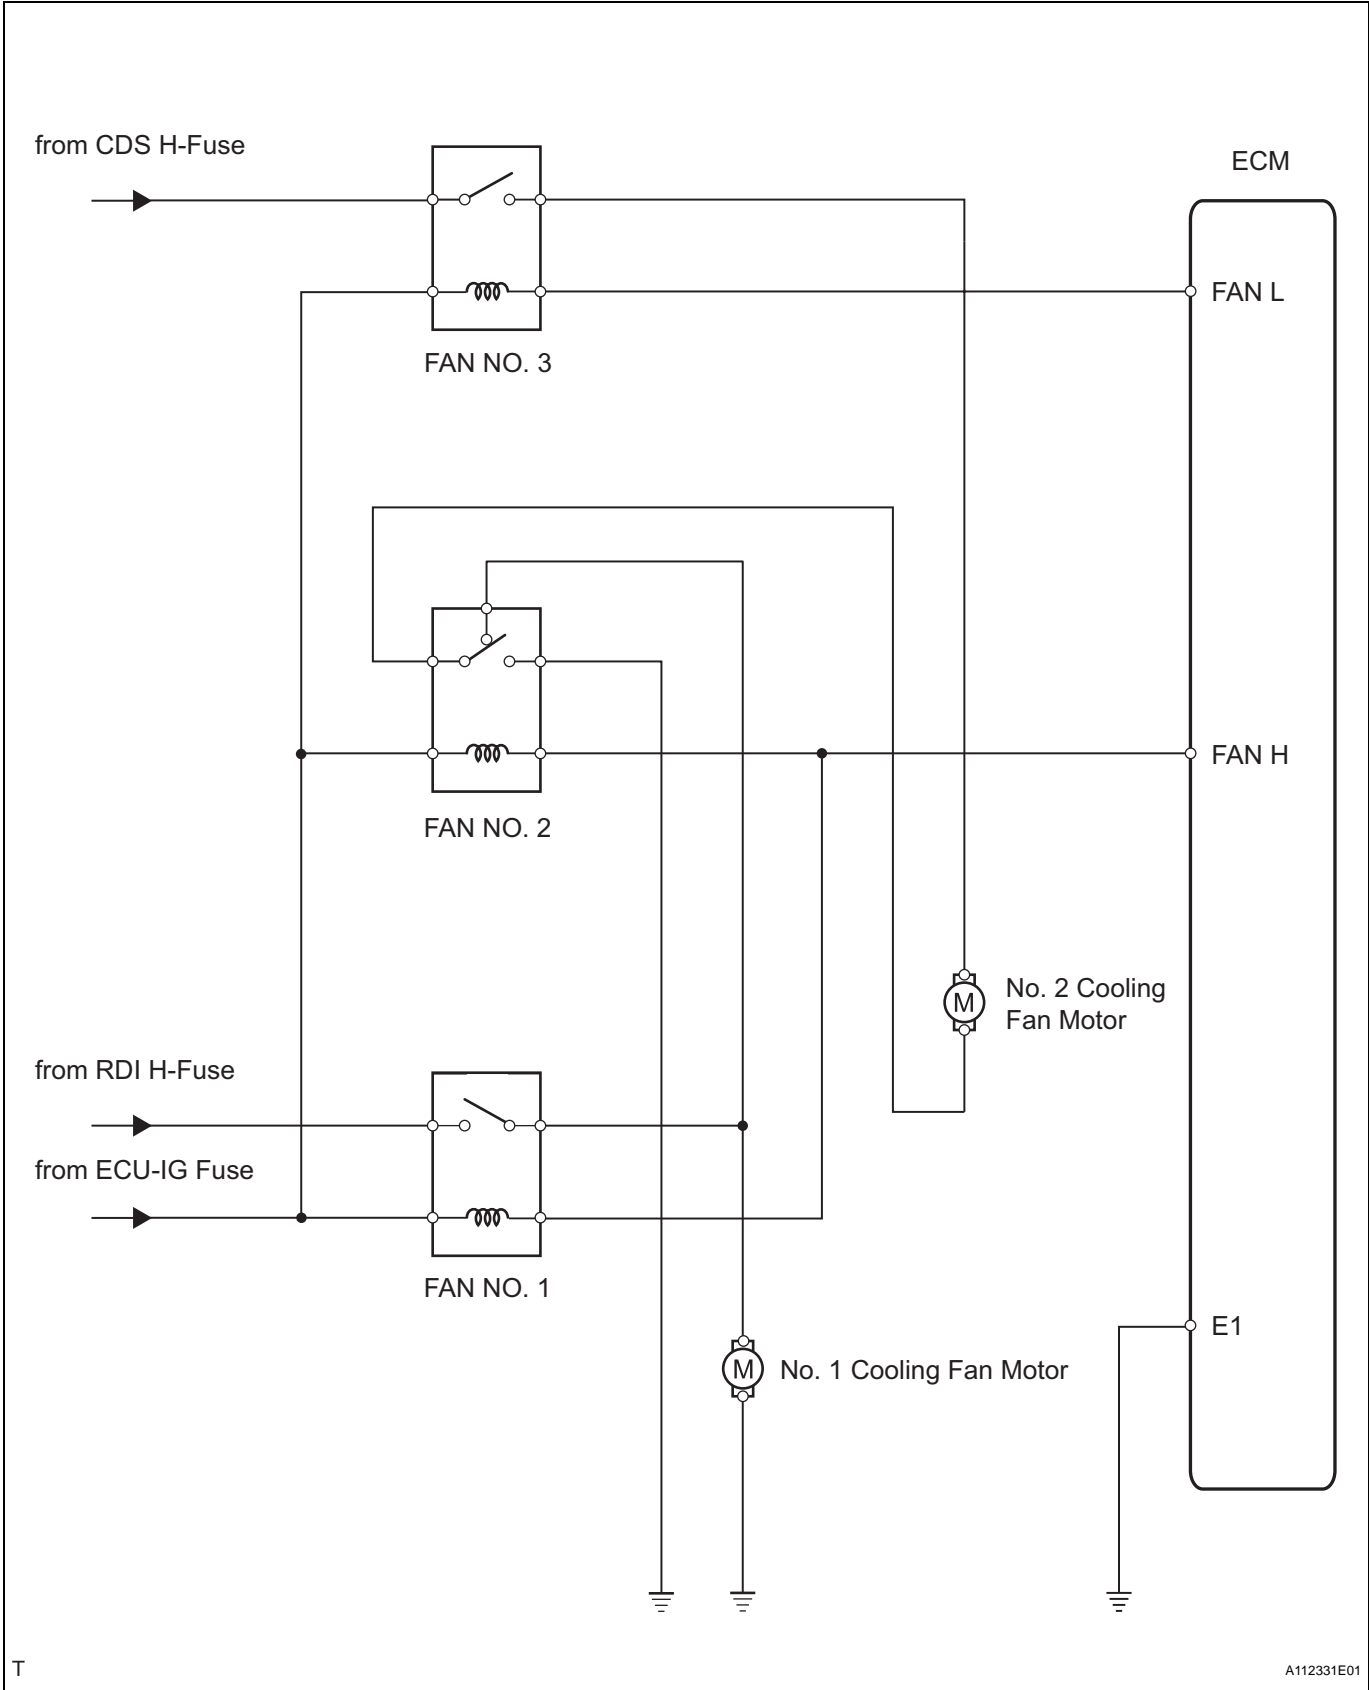 from CDS H-Fuse
ECM
FAN L
FAN NO. 3
FAN H
FAN NO. 2
No. 2 Cooling
Fan Motor
M
from RDI H-Fuse
from ECU-IG Fuse
FAN NO. 1
E1
M
No. 1 Cooling Fan Motor
T
A112331E01